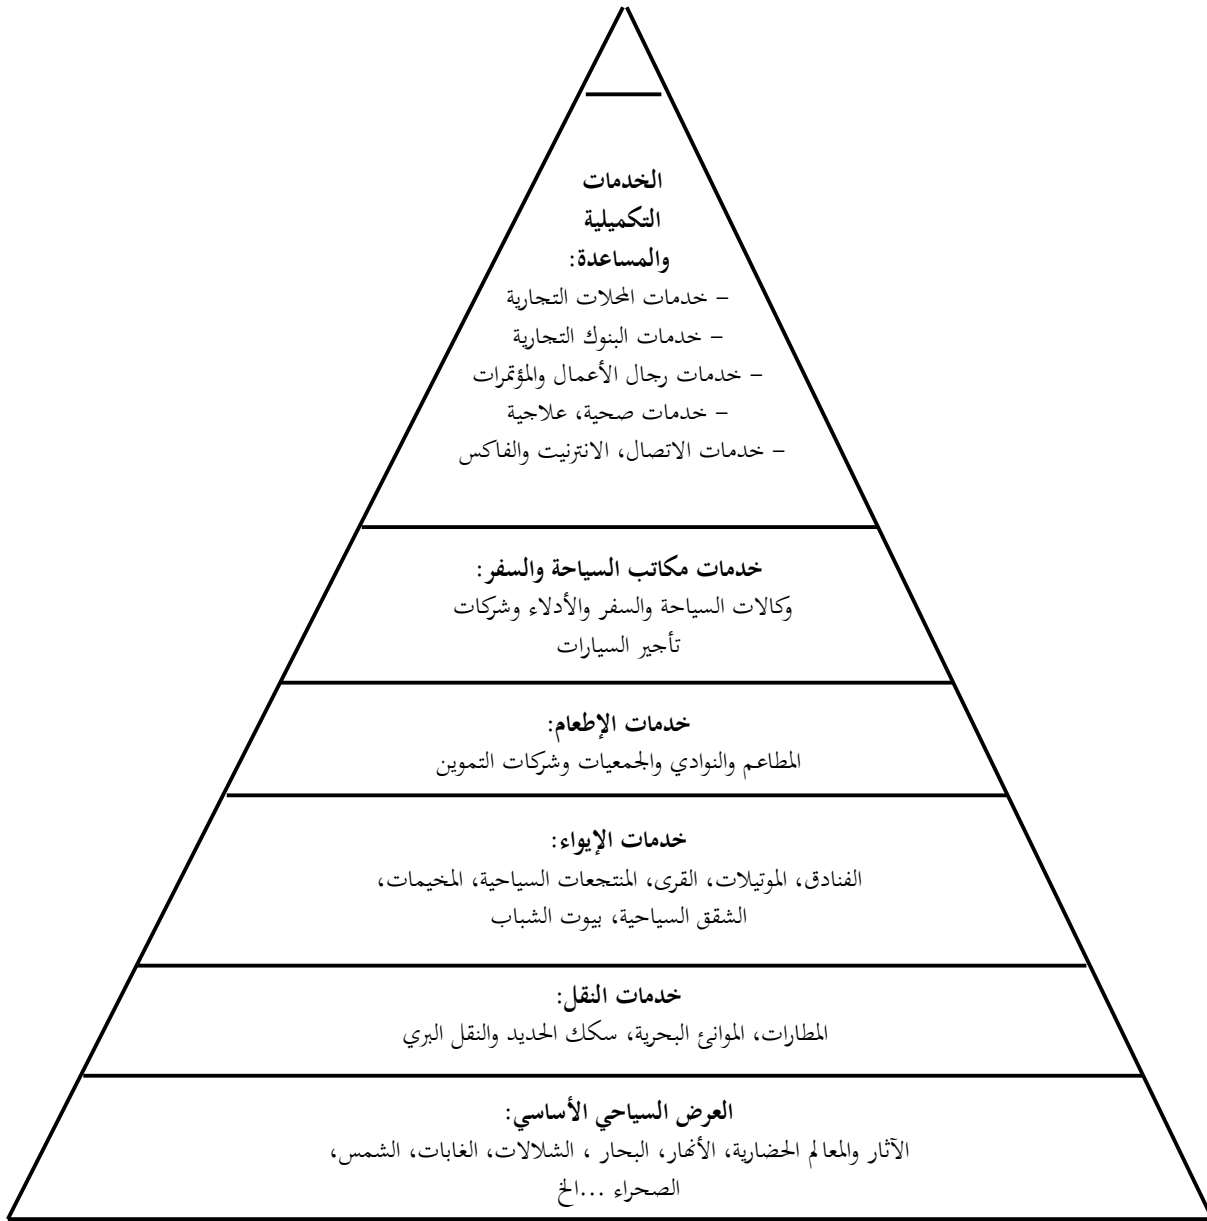 الخدمات
التكميلية
والمساعدة:
– خدمات المحلات التجارية
– خدمات البنوك التجارية
– خدمات رجال الأعمال والمؤتمرات
– خدمات صحية، علاجية
– خدمات الاتصال، الانترنيت والفاكس
خدمات مكاتب السياحة والسفر:
وكالات السياحة والسفر والأدلاء وشركات
تأجير السيارات
خدمات الإطعام:
المطاعم والنوادي والجمعيات وشركات التموين
خدمات الإيواء:
الفنادق، الموتيلات، القرى، المنتجعات السياحية، المخيمات،
الشقق السياحية، بيوت الشباب
خدمات النقل:
المطارات، الموانئ البحرية، سكك الحديد والنقل البري
العرض السياحي الأساسي:
الآثار والمعالم الحضارية، الأنهار، البحار ، الشلالات، الغابات، الشمس،
الصحراء ...الخ